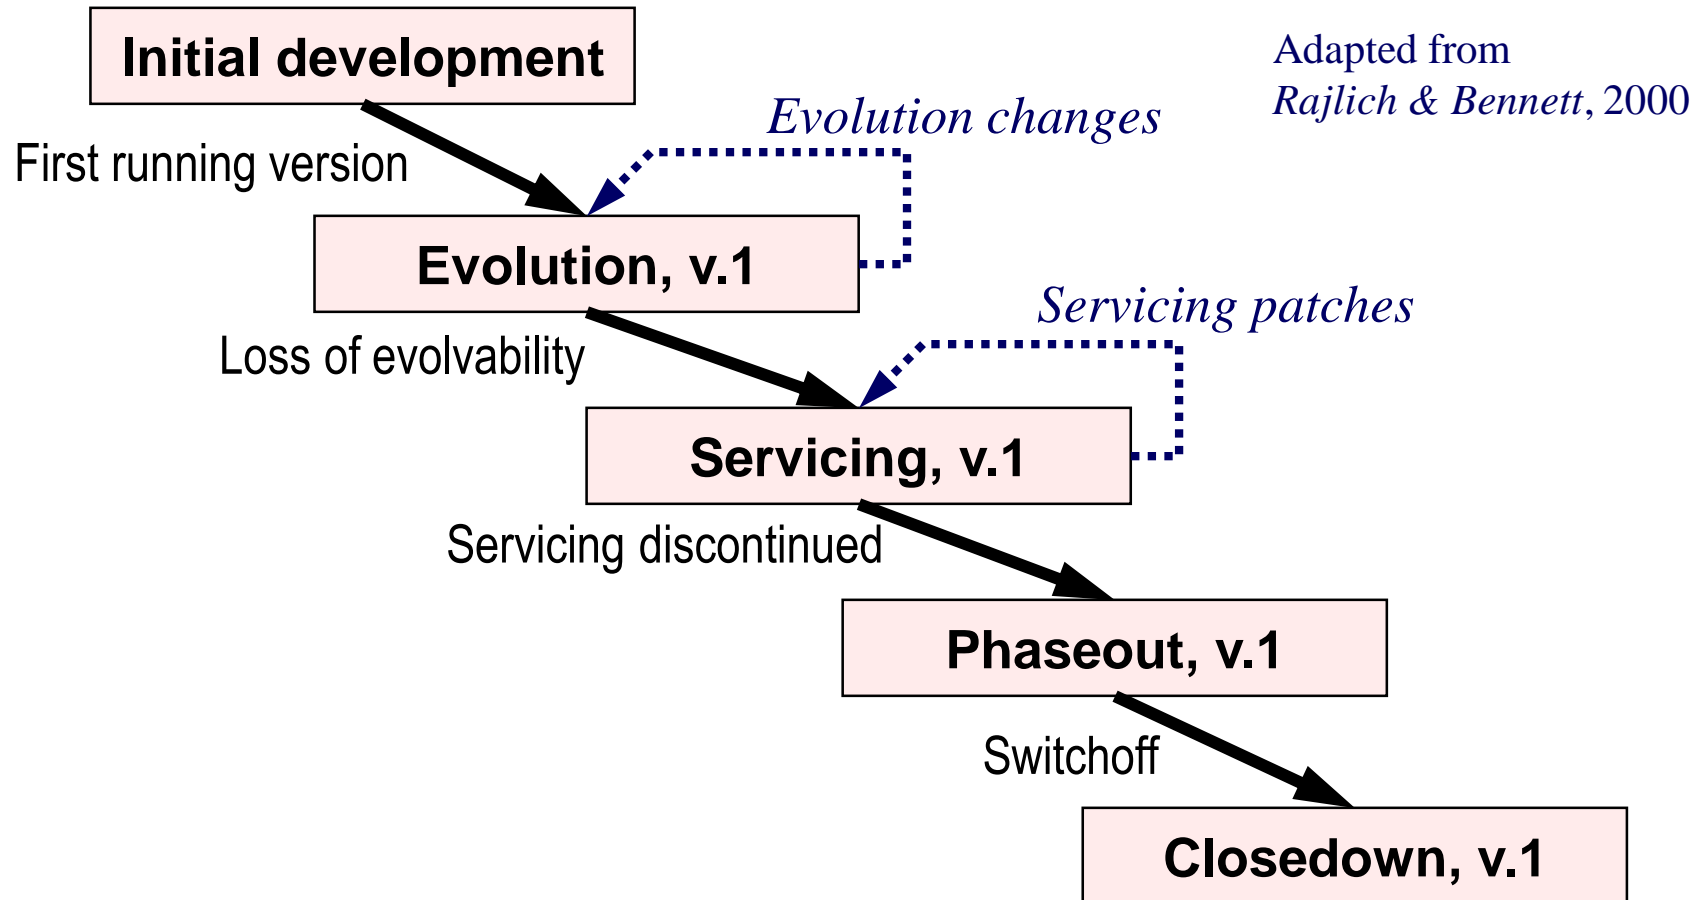 Initial development
Adapted from
Rajlich & Bennett, 2000
Evolution changes
First running version
Evolution, v.1
Servicing patches
Loss of evolvability
Servicing, v.1
Servicing discontinued
Phaseout, v.1
Switchoff
Closedown, v.1